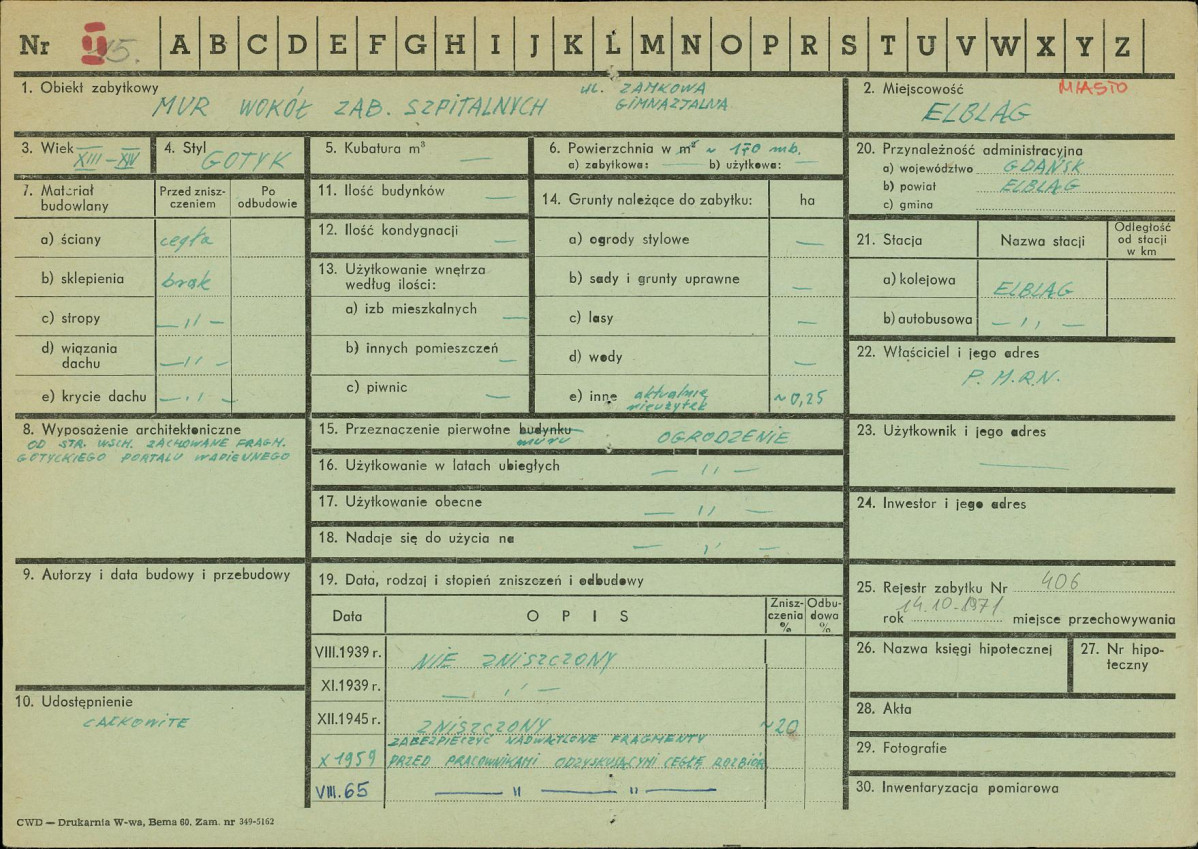 Nr II 45. A B C D E F G H I J K Ł M N O P R S T U V W X Y Z
1. Obiekt zabytkowy
MUR WOKÓŁ ZAB. SZPITALNYCH
ul. ZAMKOWA
GIMNAZJALNA
2. Miejscowość MIASTO
ELBLĄG
3. Wiek XIII – XIV
4. Styl GOTYK
5. Kubatura m³ —
6. Powierzchnia w m² ~ 170 mb.
a) zabytkowa: — b) użytkowa: —
20. Przynależność administracyjna
a) województwo GDAŃSK
b) powiat ELBLĄG
c) gmina
7. Materiał budowlany
Przed znisz-
czeniem
Po
odbudowie
a) ściany cegła
b) sklepienia brak
c) stropy — " —
d) wiązania
dachu — " —
e) krycie dachu — " —
11. Ilość budynków —
12. Ilość kondygnacji —
13. Użytkowanie wnętrza
według ilości:
a) izb mieszkalnych —
b) innych pomieszczeń —
c) piwnic —
14. Grunty należące do zabytku: ha
a) ogrody stylowe —
b) sady i grunty uprawne —
c) lasy —
d) wody —
e) inne aktualnie
nieużytek ~0,25
21. Stacja
Nazwa stacji
Odległość
od stacji
w km
a) kolejowa ELBLĄG
b) autobusowa — " —
22. Właściciel i jego adres
P. M.R.N.
8. Wyposażenie architektoniczne
OD STR. WSCH. ZACHOWANE FRAGM.
GOTYCKIEGO PORTALU WAPIENNEGO
15. Przeznaczenie pierwotne budynku
muru OGRODZENIE
16. Użytkowanie w latach ubiegłych — " —
17. Użytkowanie obecne — " —
18. Nadaje się do użycia na — " —
23. Użytkownik i jego adres
—
24. Inwestor i jego adres
9. Autorzy i data budowy i przebudowy
19. Data, rodzaj i stopień zniszczeń i odbudowy
Data
OPIS
Znisz-
czenia
%
Odbu-
dowa
%
VIII.1939 r. NIE ZNISZCZONY
XI.1939 r. — " —
XII.1945 r. ZNISZCZONY ~20
X 1959 ZABEZPIECZYĆ NADWĄTLONE FRAGMENTY
PRZED PRACOWNIKAMI ODZYSKUJĄCYMI CEGŁĘ ROZBIÓR
VIII.65 — " — " —
25. Rejestr zabytku Nr 406
rok 14.10.1971 miejsce przechowywania
26. Nazwa księgi hipotecznej
27. Nr hipo-
teczny
10. Udostępnienie
CAŁKOWITE
28. Akta
29. Fotografie
30. Inwentaryzacja pomiarowa
CWD — Drukarnia W-wa, Bema 60. Zam. nr 349-5162